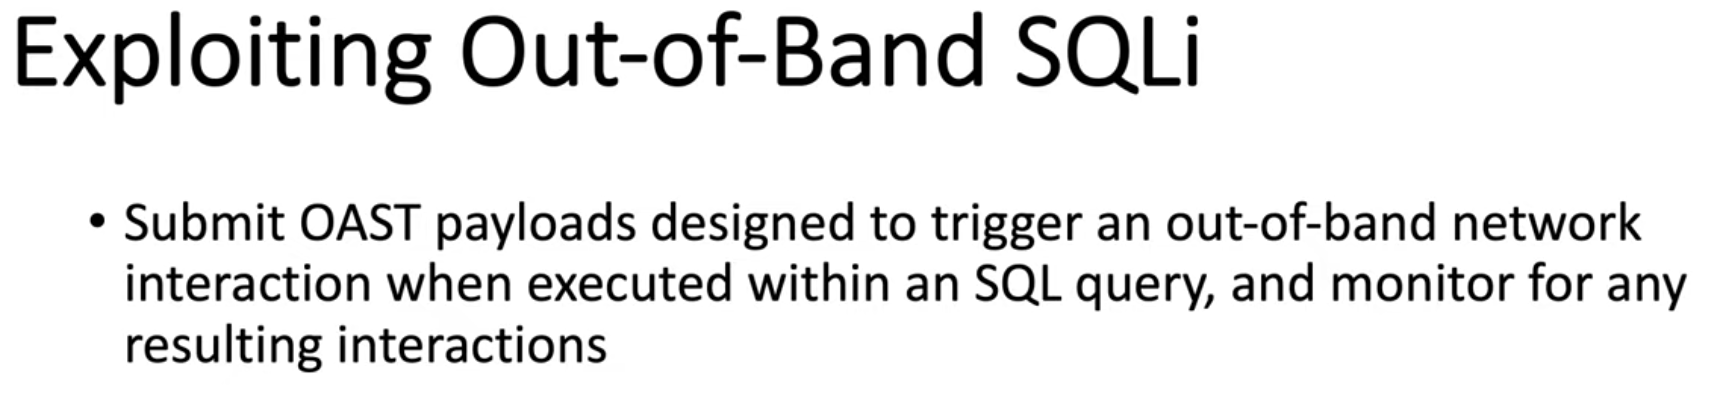 Exploiting Out-of-Band SQLi
• Submit OAST payloads designed to trigger an out-of-band network
interaction when executed within an SQL query, and monitor for any
resulting interactions